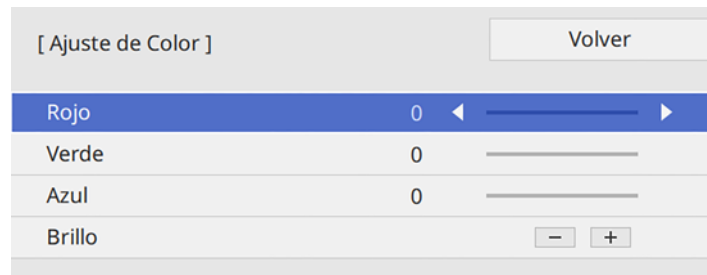 [ Ajuste de Color ]
Volver
Rojo 0
Verde 0
Azul 0
Brillo − +